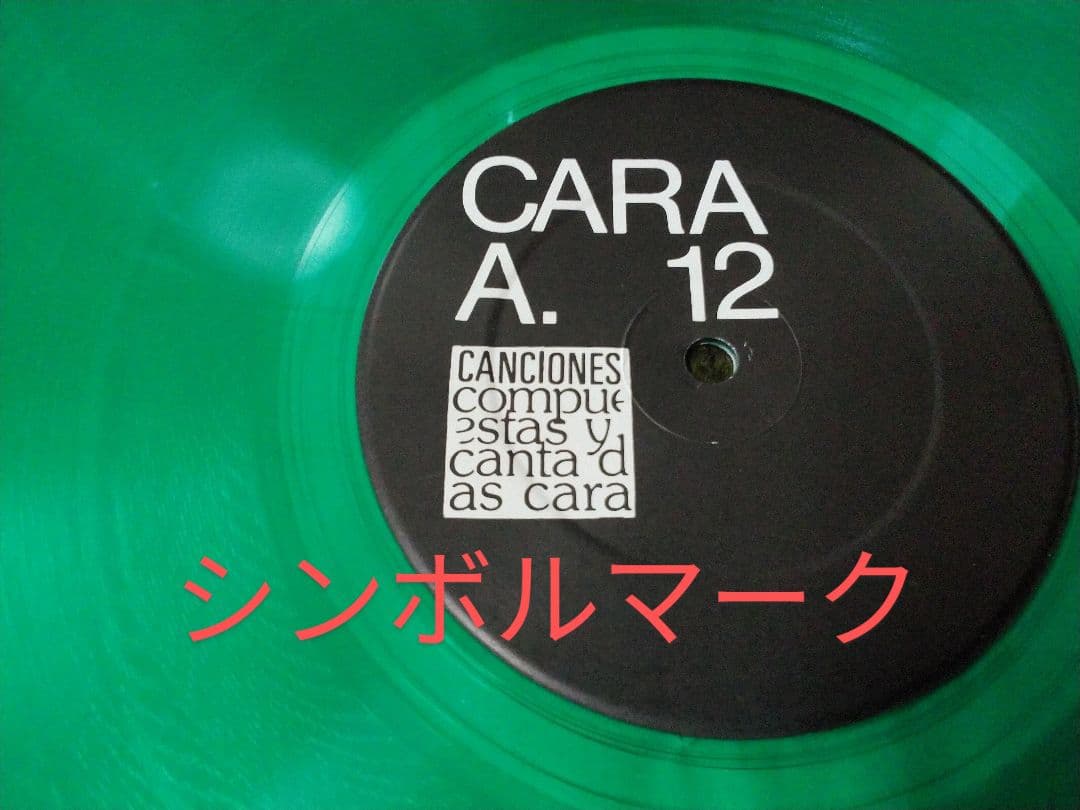 CARA
A. 12
CANCIONES
compue
estas y
canta d
as cara
シンボルマーク